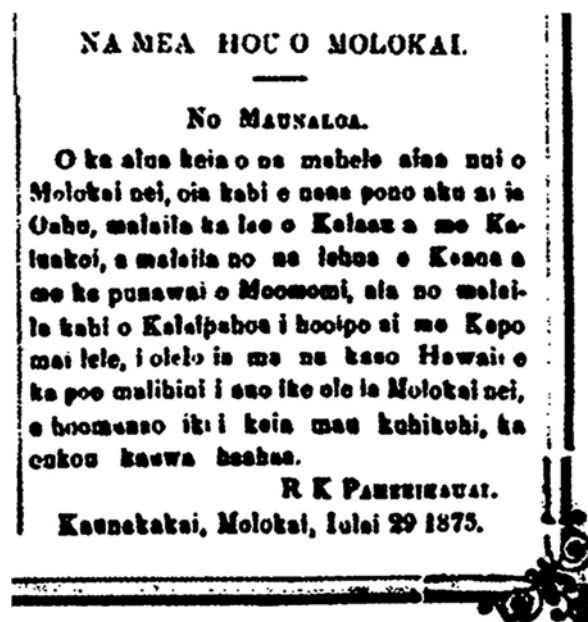 NA MEA HOU O MOLOKAI.
No MAUNALOA.
O ka alua keia o na mahele aina nui o
Molokai nei, oia kahi e nana pono aku ai ia
Oahu, malaila ka lae o Kalaau a me Ka-
luakoi, a malaila no na lehua o Kaana a
me ka punawai o Moomomi, aia no malai-
la kahi o Kalaipahoa i hooipo ai me Kapo
mai lele, i olelo ia ma na kaao Hawaii e
ka poe malihini i ano ike ole ia Molokai nei,
e hoomanao iki i keia mau kuhikuhi, ka
oukou kauwa haahaa.
R K
Kaunakakai, Molokai, Iulai 29 1875.